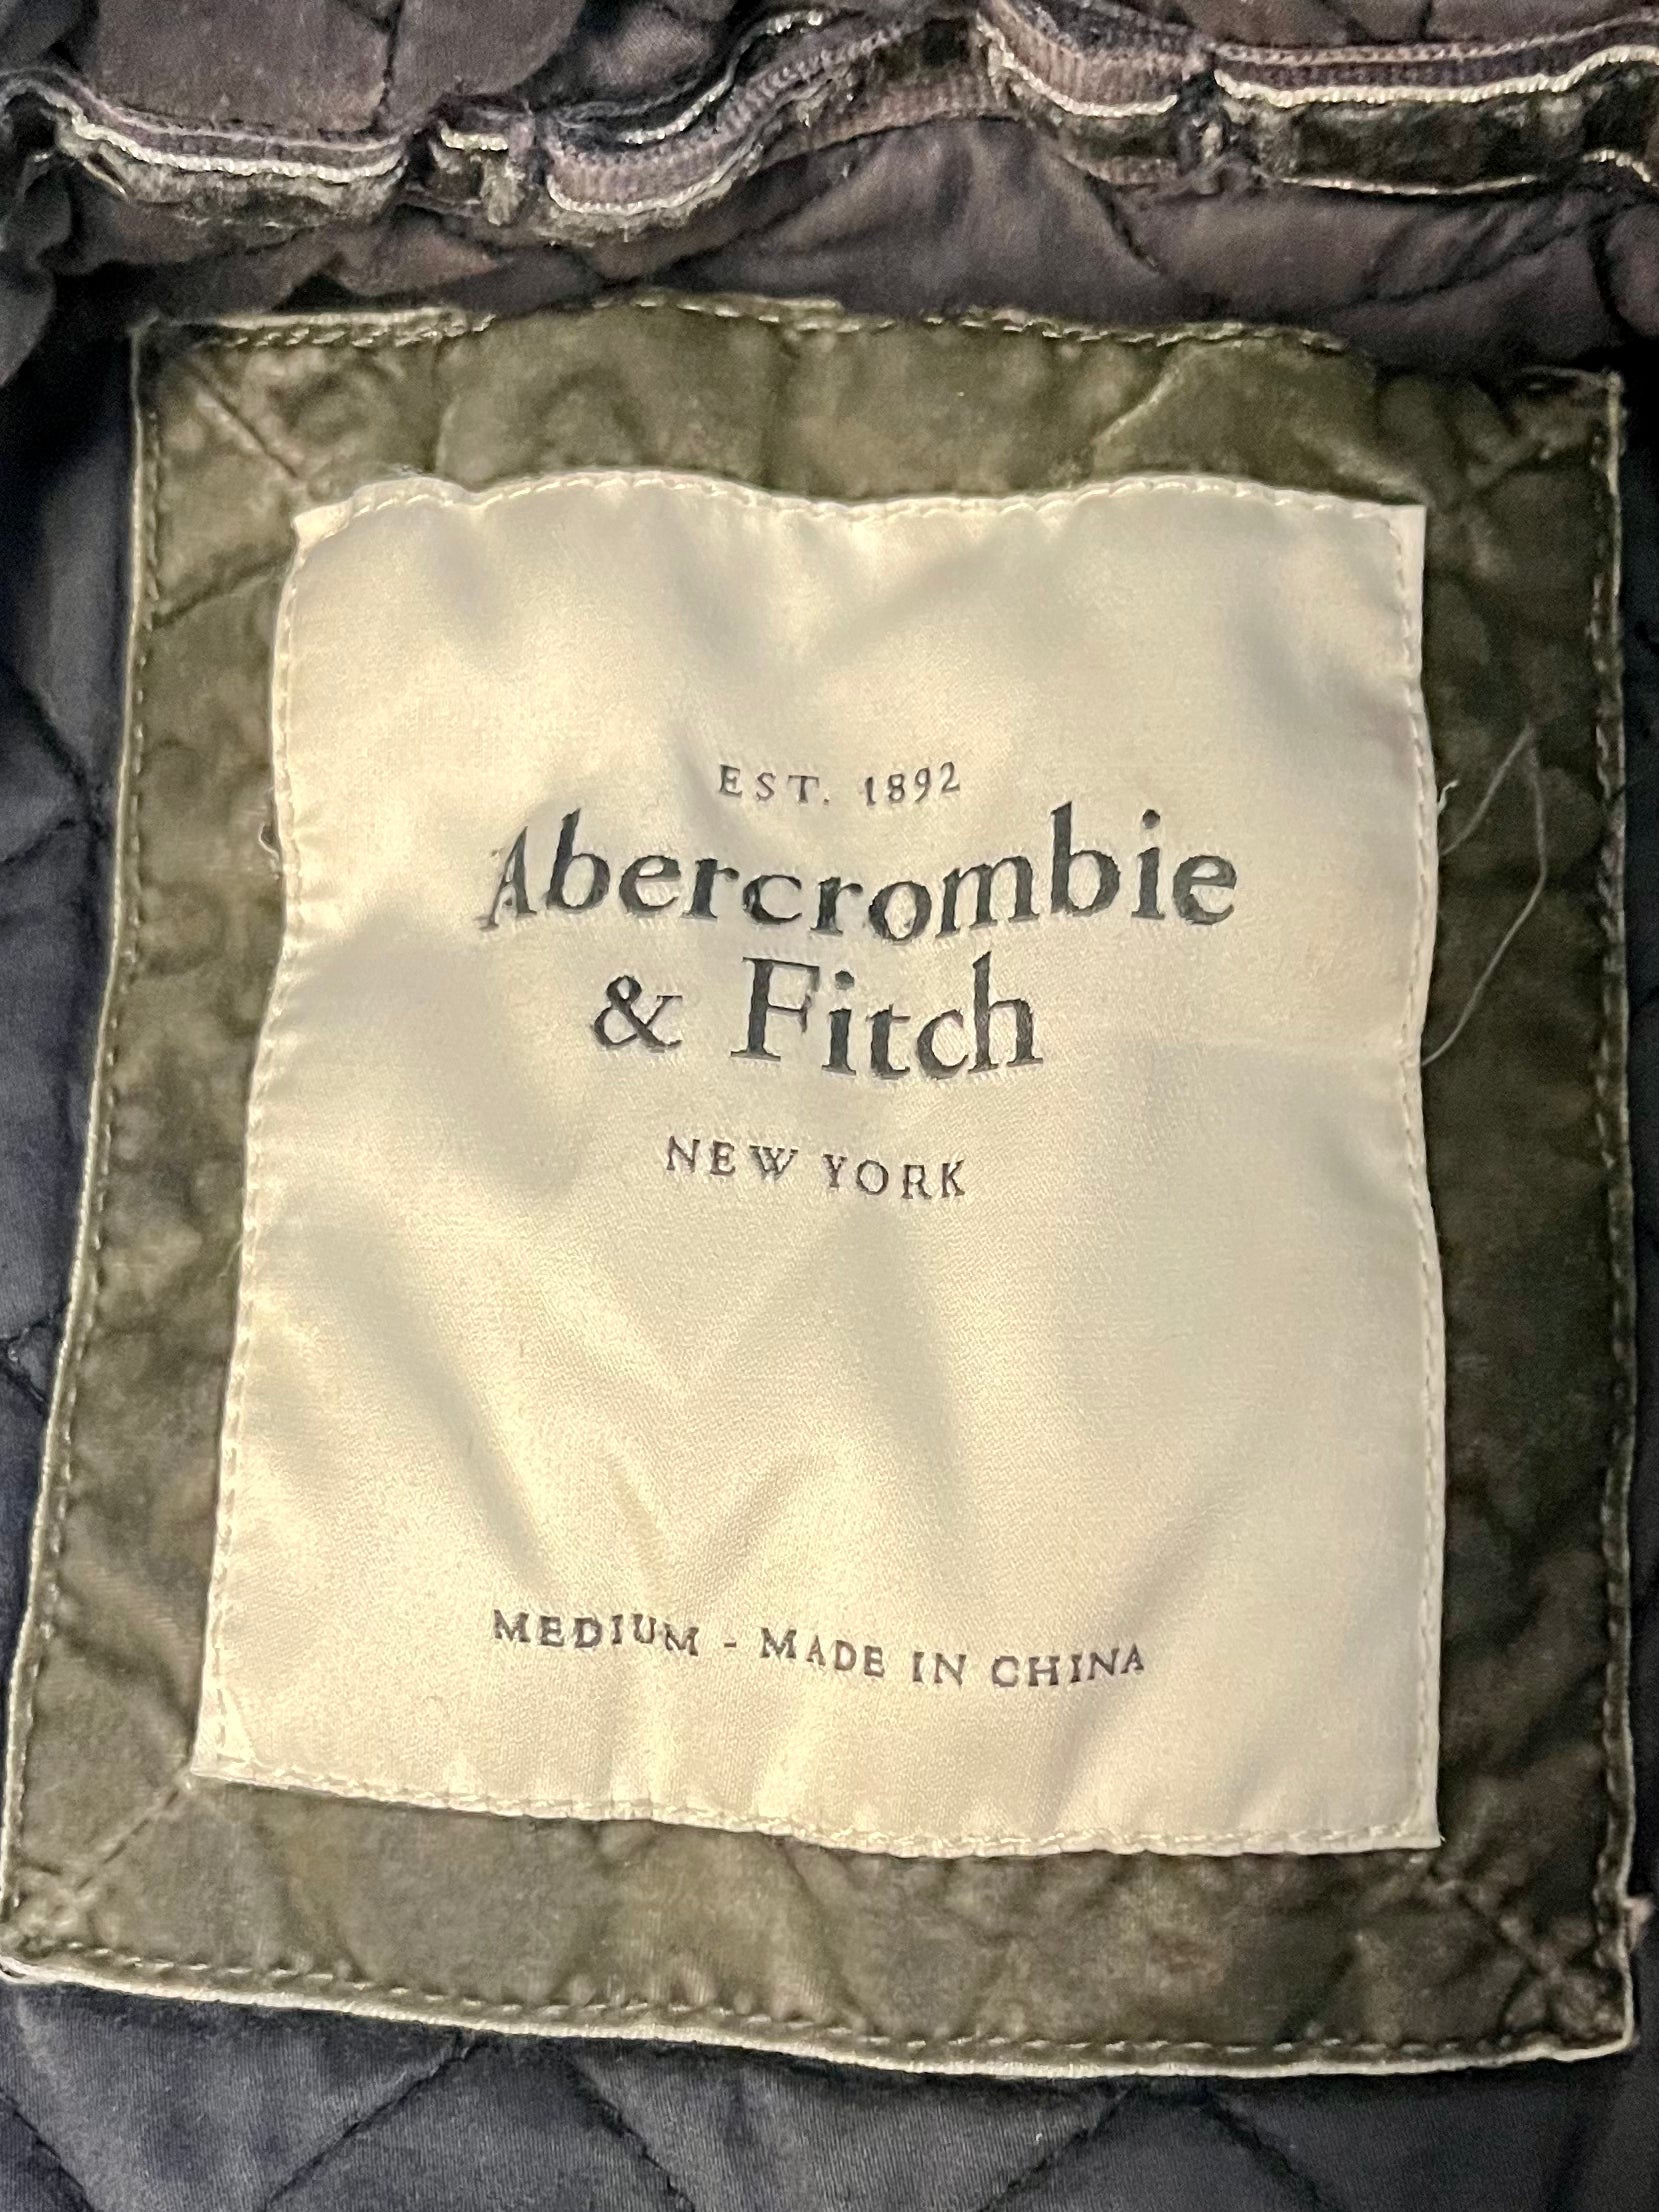 EST. 1892
Abercrombie
& Fitch
NEW YORK
MEDIUM - MADE IN CHINA